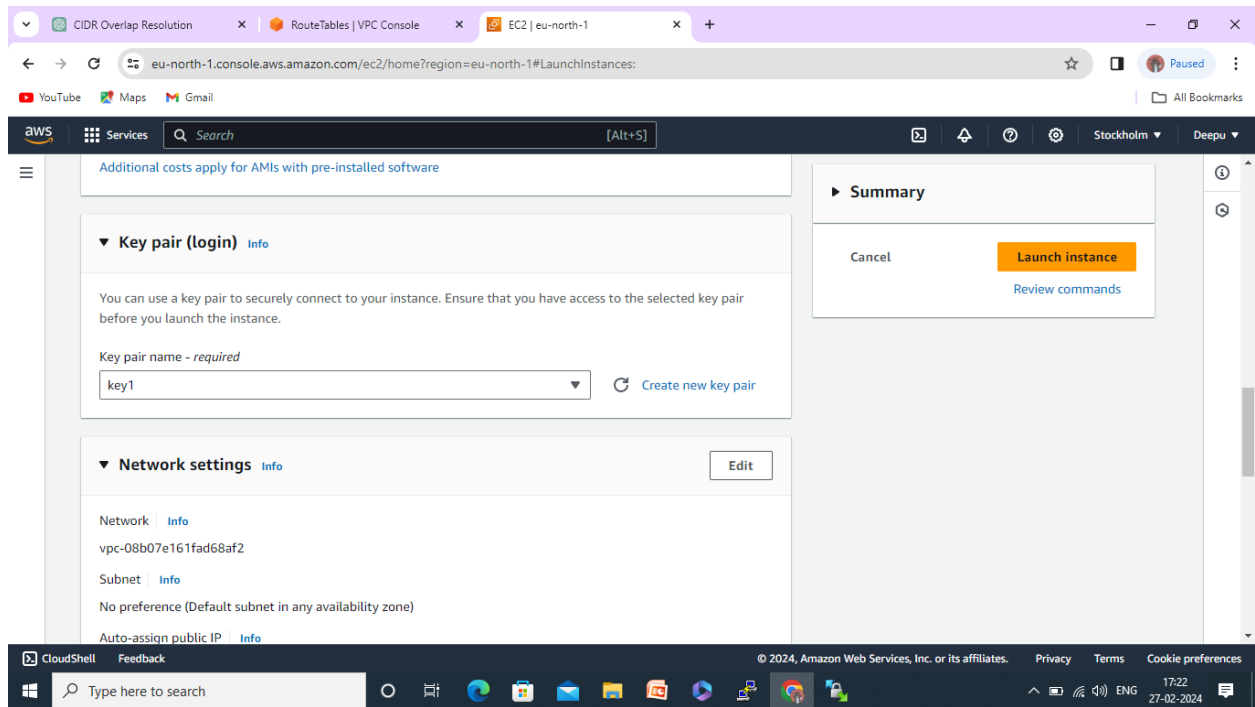 CIDR Overlap Resolution
RouteTables | VPC Console
EC2 | eu-north-1
eu-north-1.console.aws.amazon.com/ec2/home?region=eu-north-1#LaunchInstances:
Paused
YouTube
Maps
Gmail
All Bookmarks
aws
Services
Search
[Alt+S]
Stockholm
Deepu
Additional costs apply for AMIs with pre-installed software
Key pair (login)
Info
You can use a key pair to securely connect to your instance. Ensure that you have access to the selected key pair
before you launch the instance.
Key pair name - required
key1
Create new key pair
Network settings
Info
Edit
Network
Info
vpc-08b07e161fad68af2
Subnet
Info
No preference (Default subnet in any availability zone)
Auto-assign public IP
Info
Summary
Cancel
Launch instance
Review commands
CloudShell
Feedback
© 2024, Amazon Web Services, Inc. or its affiliates.
Privacy
Terms
Cookie preferences
Type here to search
ENG
17:22
27-02-2024